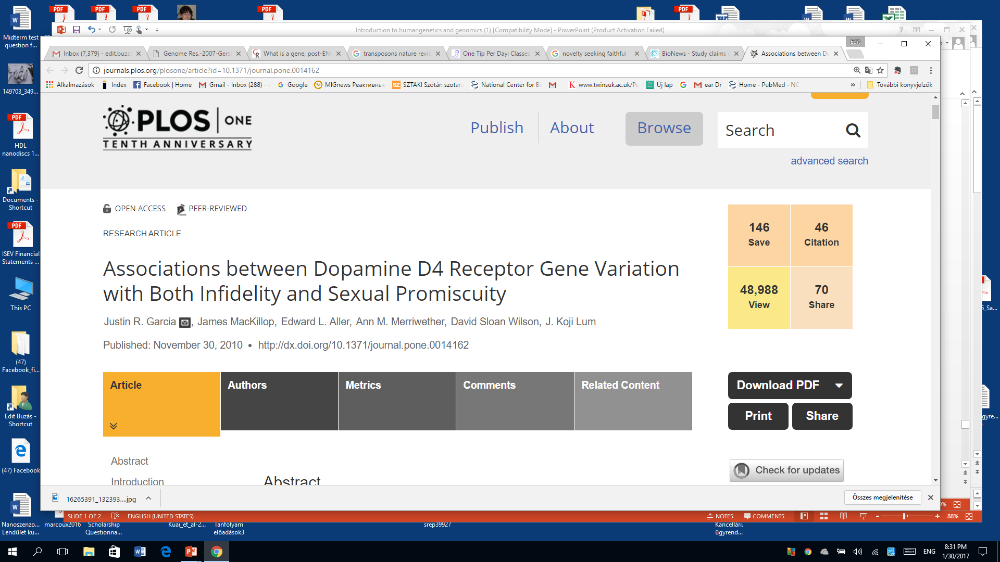 Midterm test
question f...
149703_349...
HDL
nanodiscs 1...
Documents -
Shortcut
ISEV Financial
Statements ...
This PC
(47)
Facebook_fi...
Edit Buzás -
Shortcut
(47) Facebook
Nanoszenzo...
Lendület ku...
marcoux2016
Scholarship
Questionna...
Kuai_et_al-2...
Tanfolyam
előadások3
srep39927
Kancellári.
ügyrend...
Introduction to humangenetics and genomics (1) [Compatibility Mode] - PowerPoint (Product Activation Failed)
Edit
Inbox (7,379) - edit.buza
Genome Res.-2007-Gerst
What is a gene, post-EN
transposons nature revie
One Tip Per Day: Classes
novelty seeking faithful -
BioNews - Study claims
Associations between Do
journals.plos.org/plosone/article?id=10.1371/journal.pone.0014162
Alkalmazások
Index
Facebook | Home
Gmail - Inbox (288) -
Google
MIGnews Реактивные
SZTAKI Szótár: szotar.
National Center for Bi
www.twinsuk.ac.uk/Pu
Új lap
ear Dr
Home - PubMed - NC
További könyvjelzők
PLOS | ONE
TENTH ANNIVERSARY
Publish
About
Browse
Search
advanced search
OPEN ACCESS
PEER-REVIEWED
RESEARCH ARTICLE
Associations between Dopamine D4 Receptor Gene Variation
with Both Infidelity and Sexual Promiscuity
Justin R. Garcia , James MacKillop, Edward L. Aller, Ann M. Merriwether, David Sloan Wilson, J. Koji Lum
Published: November 30, 2010 • http://dx.doi.org/10.1371/journal.pone.0014162
146
Save
46
Citation
48,988
View
70
Share
Article
Authors
Metrics
Comments
Related Content
Download PDF
Print
Share
Abstract
Introduction
Abstract
Check for updates
16265391_132393....jpg
Összes megjelenítése
SLIDE 1 OF 2
ENGLISH (UNITED STATES)
NOTES
COMMENTS
88%
ENG
8:31 PM
1/30/2017